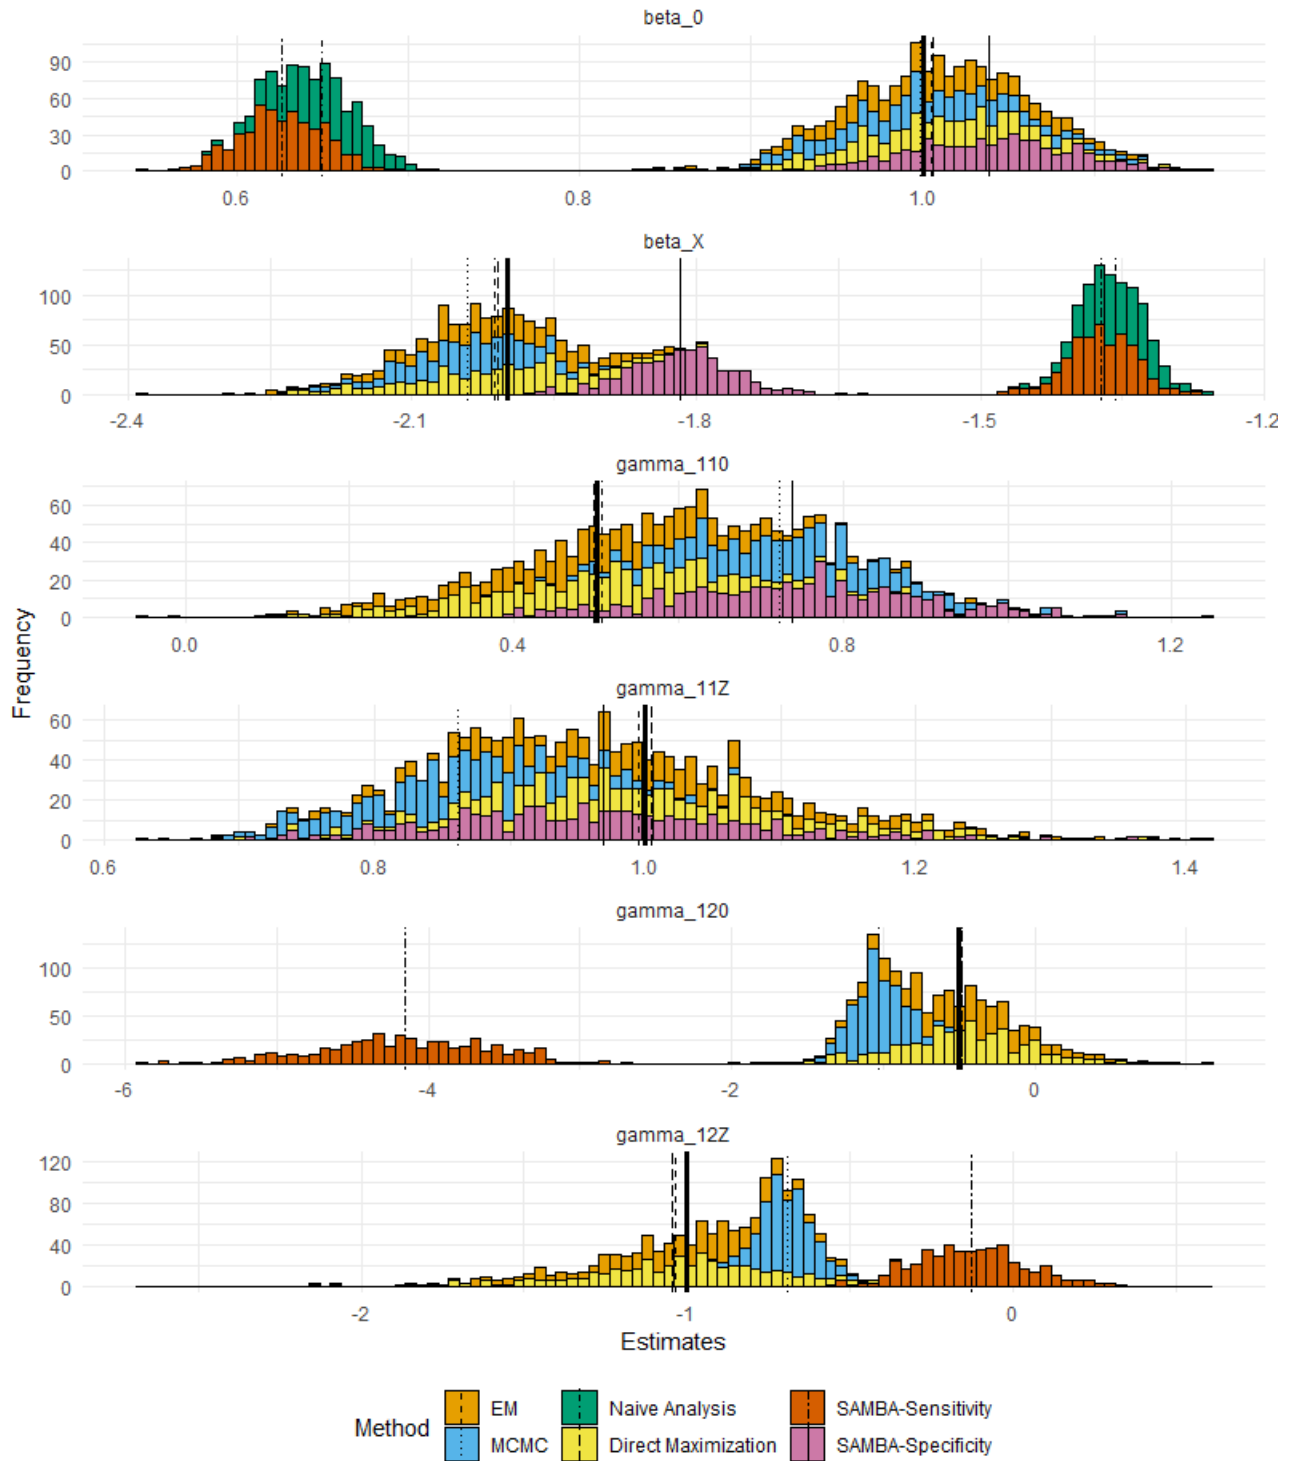 beta_0
90
60
30
0
0.6 0.8 1.0
beta_X
100
50
0
-2.4 -2.1 -1.8 -1.5 -1.2
gamma_110
60
40
20
0
0.0 0.4 0.8 1.2
gamma_11Z
60
40
20
0
0.6 0.8 1.0 1.2 1.4
gamma_120
100
50
0
-6 -4 -2 0
gamma_12Z
120
80
40
0
-2 -1 0
Frequency
Estimates
Method
EM Naive Analysis SAMBA-Sensitivity
MCMC Direct Maximization SAMBA-Specificity